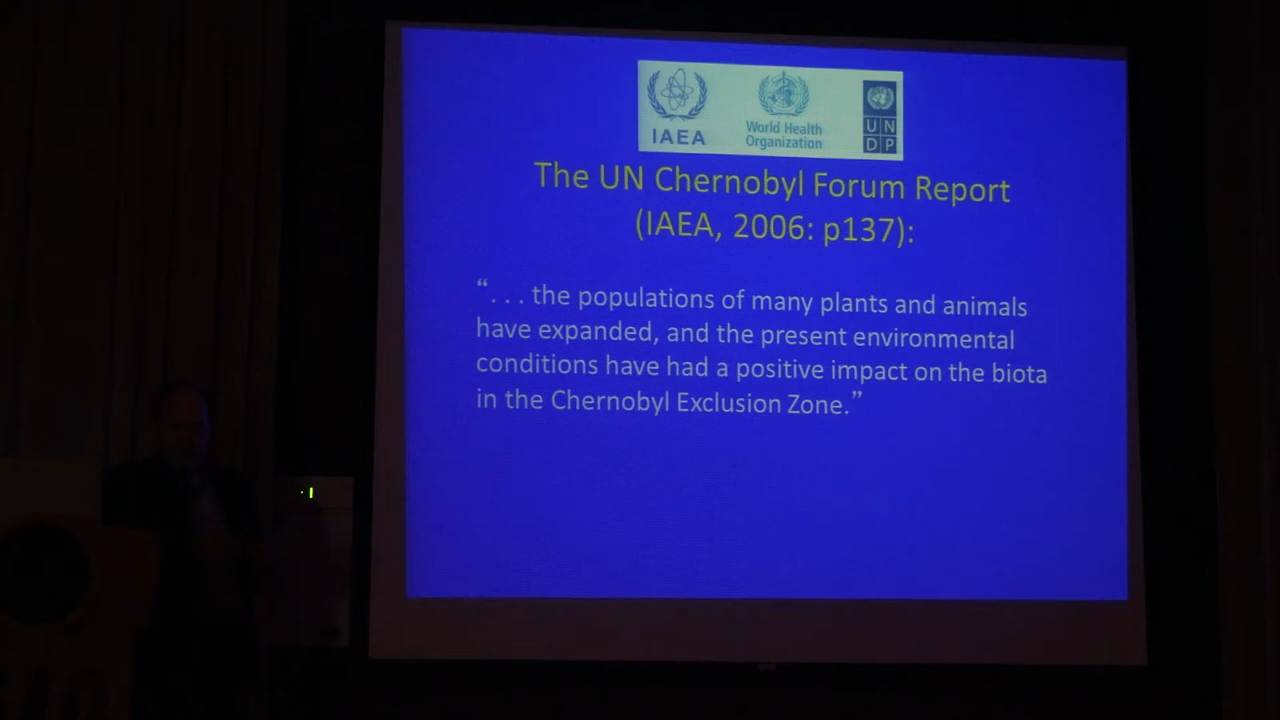 IAEA
World Health
Organization
UN
DP
The UN Chernobyl Forum Report
(IAEA, 2006: p137):
“. . . the populations of many plants and animals
have expanded, and the present environmental
conditions have had a positive impact on the biota
in the Chernobyl Exclusion Zone.”